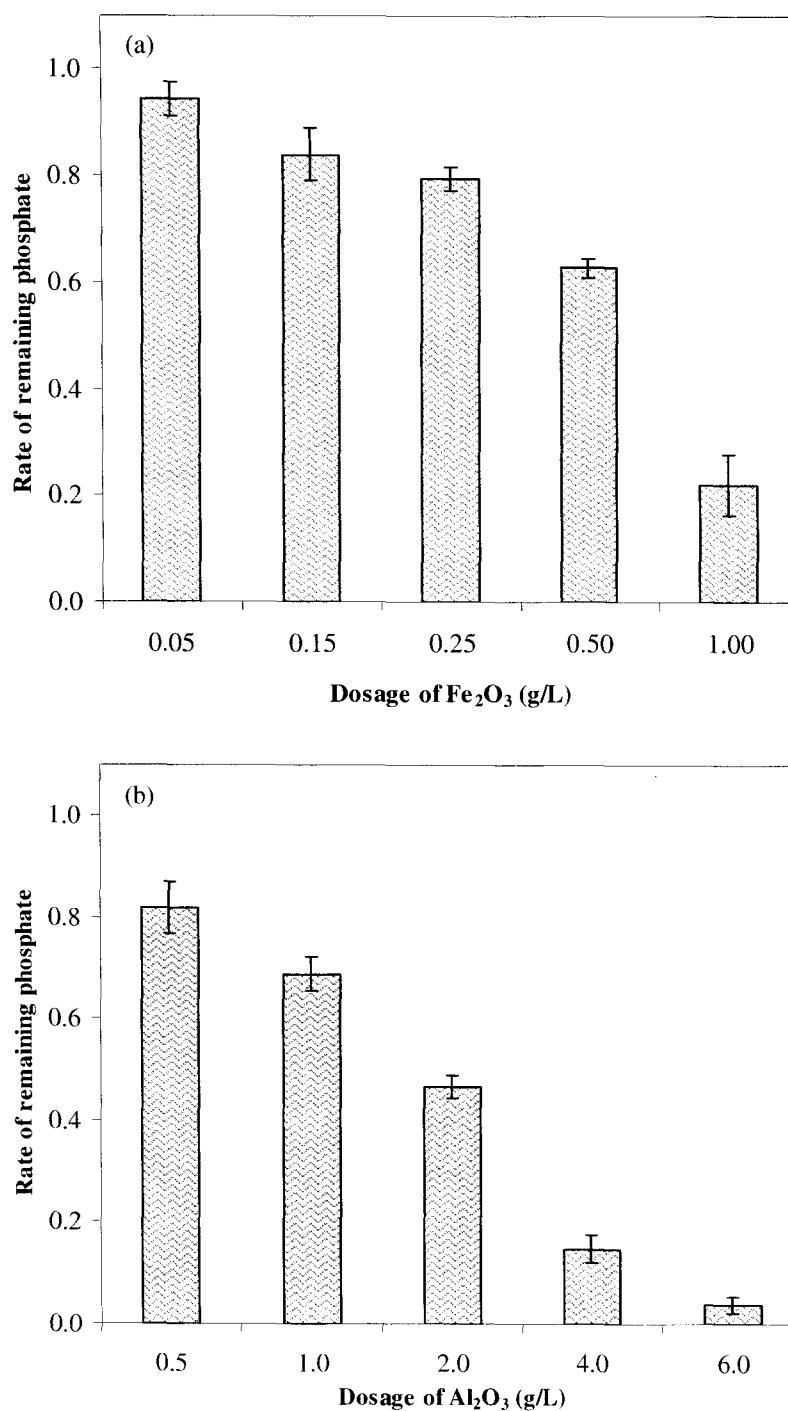 (a)
1.0
0.8
0.6
0.4
0.2
0.0
Rate of remaining phosphate
0.05 0.15 0.25 0.50 1.00
Dosage of Fe₂O₃ (g/L)
(b)
1.0
0.8
0.6
0.4
0.2
0.0
Rate of remaining phosphate
0.5 1.0 2.0 4.0 6.0
Dosage of Al₂O₃ (g/L)